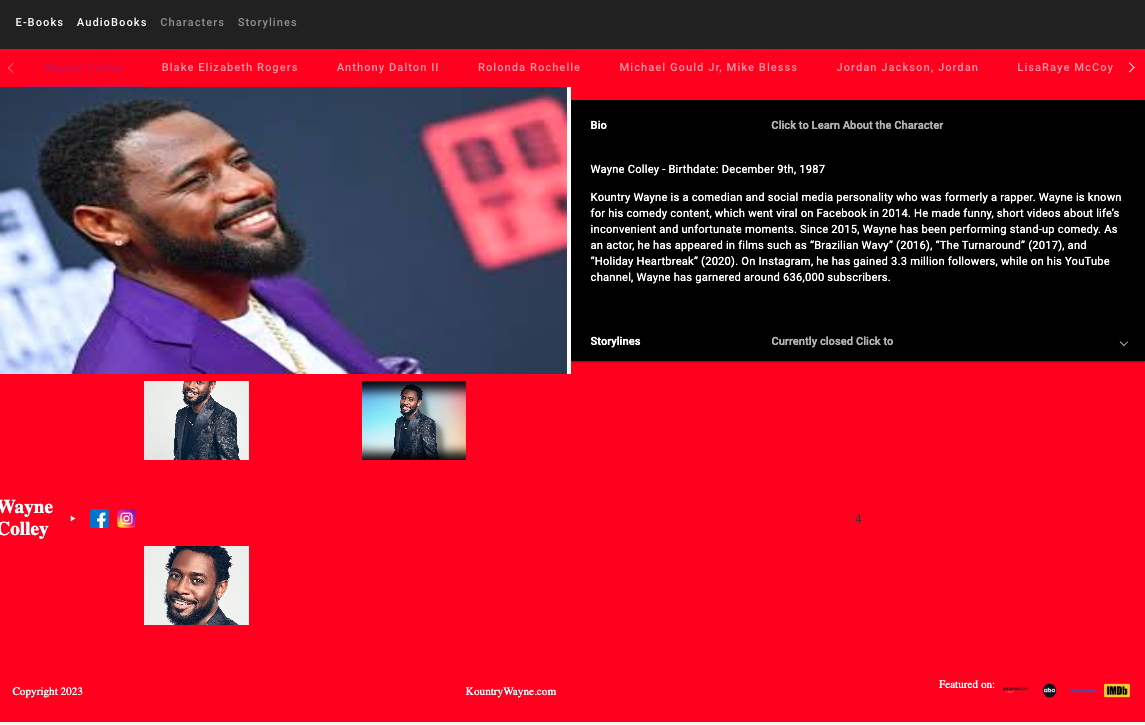 E-Books AudioBooks Characters Storylines
Wayne Colley Blake Elizabeth Rogers Anthony Dalton II Rolonda Rochelle Michael Gould Jr, Mike Blesss Jordan Jackson, Jordan LisaRaye McCoy
Bio Click to Learn About the Character
Wayne Colley - Birthdate: December 9th, 1987
Kountry Wayne is a comedian and social media personality who was formerly a rapper. Wayne is known
for his comedy content, which went viral on Facebook in 2014. He made funny, short videos about life’s
inconvenient and unfortunate moments. Since 2015, Wayne has been performing stand-up comedy. As
an actor, he has appeared in films such as “Brazilian Wavy” (2016), “The Turnaround” (2017), and
“Holiday Heartbreak” (2020). On Instagram, he has gained 3.3 million followers, while on his YouTube
channel, Wayne has garnered around 636,000 subscribers.
Storylines Currently closed Click to
Wayne
Colley
4
Copyright 2023
KountryWayne.com
Featured on:
abc
IMDb